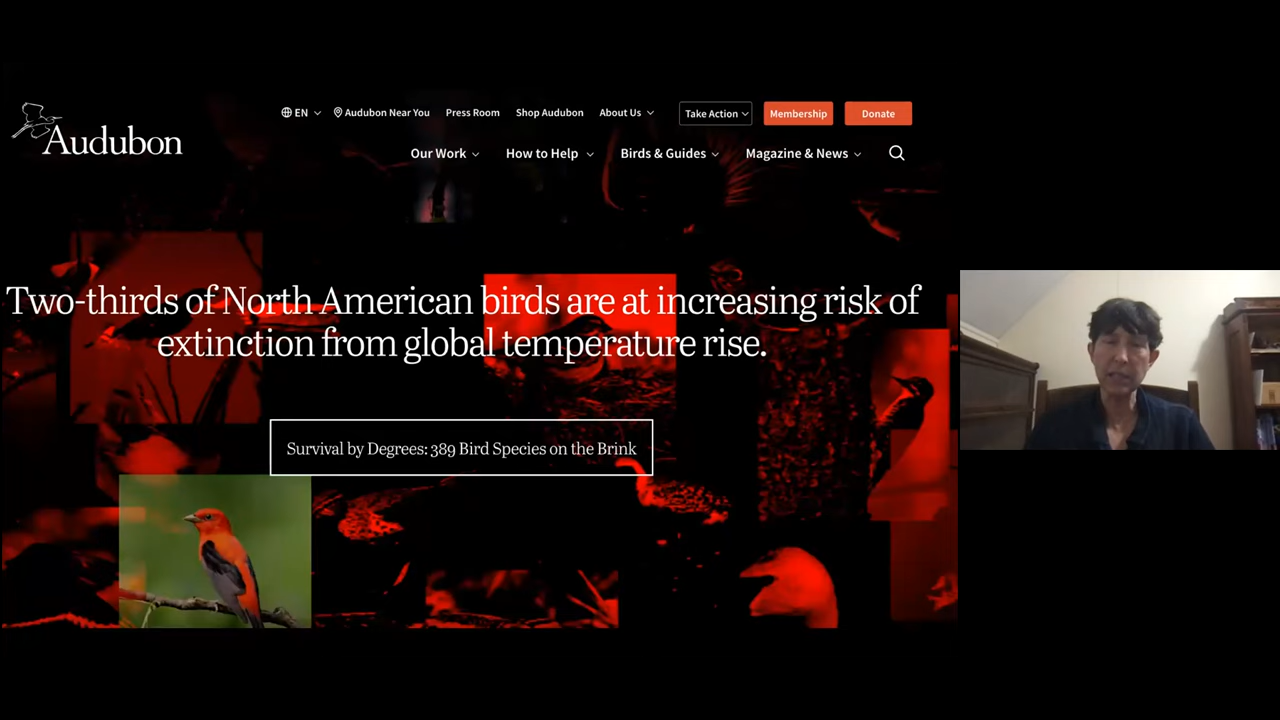 EN
Audubon Near You
Press Room
Shop Audubon
About Us
Take Action
Membership
Donate
Audubon
Our Work
How to Help
Birds & Guides
Magazine & News
Two-thirds of North American birds are at increasing risk of
extinction from global temperature rise.
Survival by Degrees: 389 Bird Species on the Brink